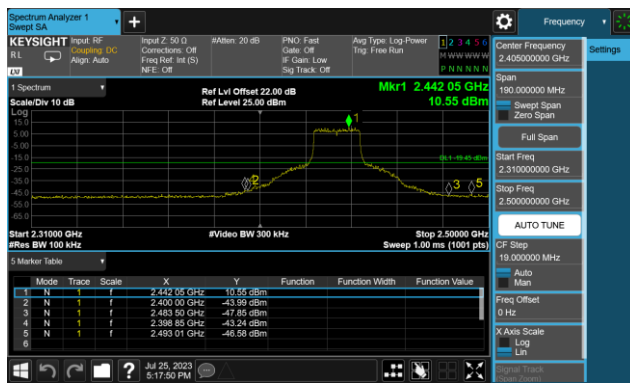 Spectrum Analyzer 1
Swept SA
Frequency
KEYSIGHT
RL
LXI
Input: RF
Coupling: DC
Align: Auto
Input Z: 50 Ω
Corrections: Off
Freq Ref: Int (S)
NFE: Off
#Atten: 20 dB
PNO: Fast
Gate: Off
IF Gain: Low
Sig Track: Off
Avg Type: Log-Power
Trig: Free Run
1 2 3 4 5 6
M W W W W W
P N N N N N
1 Spectrum
Scale/Div 10 dB
Ref Lvl Offset 22.00 dB
Ref Level 25.00 dBm
Mkr1 2.442 05 GHz
10.55 dBm
Log
15.0
5.00
-5.00
-15.0
-25.0
-35.0
-45.0
-55.0
-65.0
1
DL1 -19.45 dBm
2
3
5
Start 2.31000 GHz
#Res BW 100 kHz
#Video BW 300 kHz
Stop 2.50000 GHz
Sweep 1.00 ms (1001 pts)
5 Marker Table
Mode Trace Scale X Y Function Function Width Function Value
1 N 1 f 2.442 05 GHz 10.55 dBm
2 N 1 f 2.400 00 GHz -43.99 dBm
3 N 1 f 2.483 50 GHz -47.85 dBm
4 N 1 f 2.398 85 GHz -43.24 dBm
5 N 1 f 2.493 01 GHz -46.58 dBm
6
Jul 25, 2023
5:17:50 PM
Center Frequency
2.405000000 GHz
Settings
Span
190.000000 MHz
Swept Span
Zero Span
Full Span
Start Freq
2.310000000 GHz
Stop Freq
2.500000000 GHz
AUTO TUNE
CF Step
19.000000 MHz
Auto
Man
Freq Offset
0 Hz
X Axis Scale
Log
Lin
Signal Track
(Span Zoom)